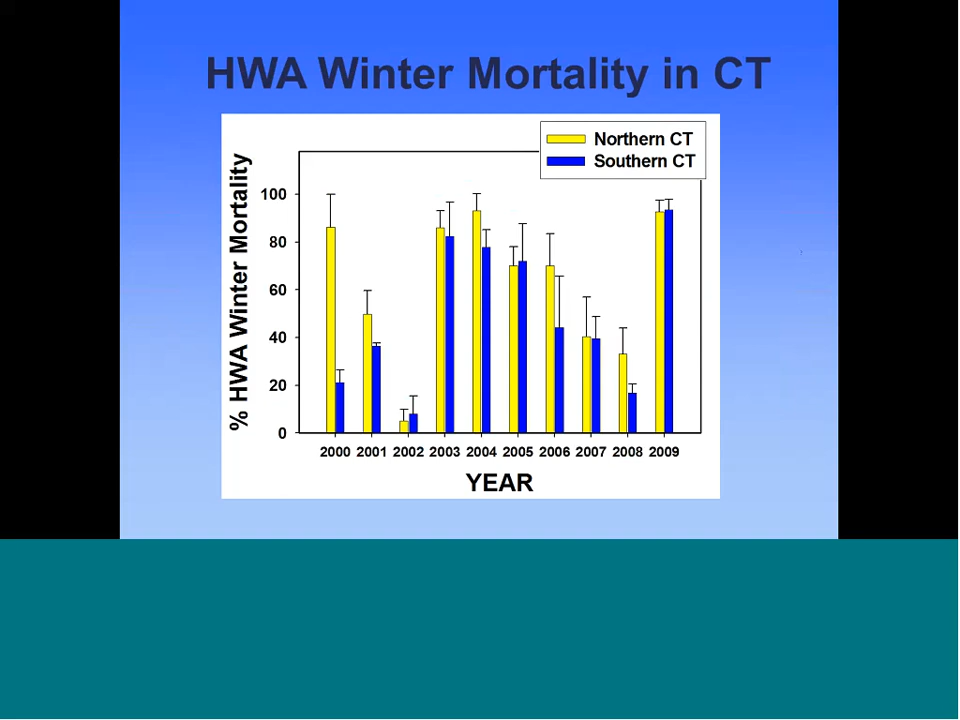 HWA Winter Mortality in CT
Northern CT
Southern CT
% HWA Winter Mortality
100
80
60
40
20
0
2000 2001 2002 2003 2004 2005 2006 2007 2008 2009
YEAR